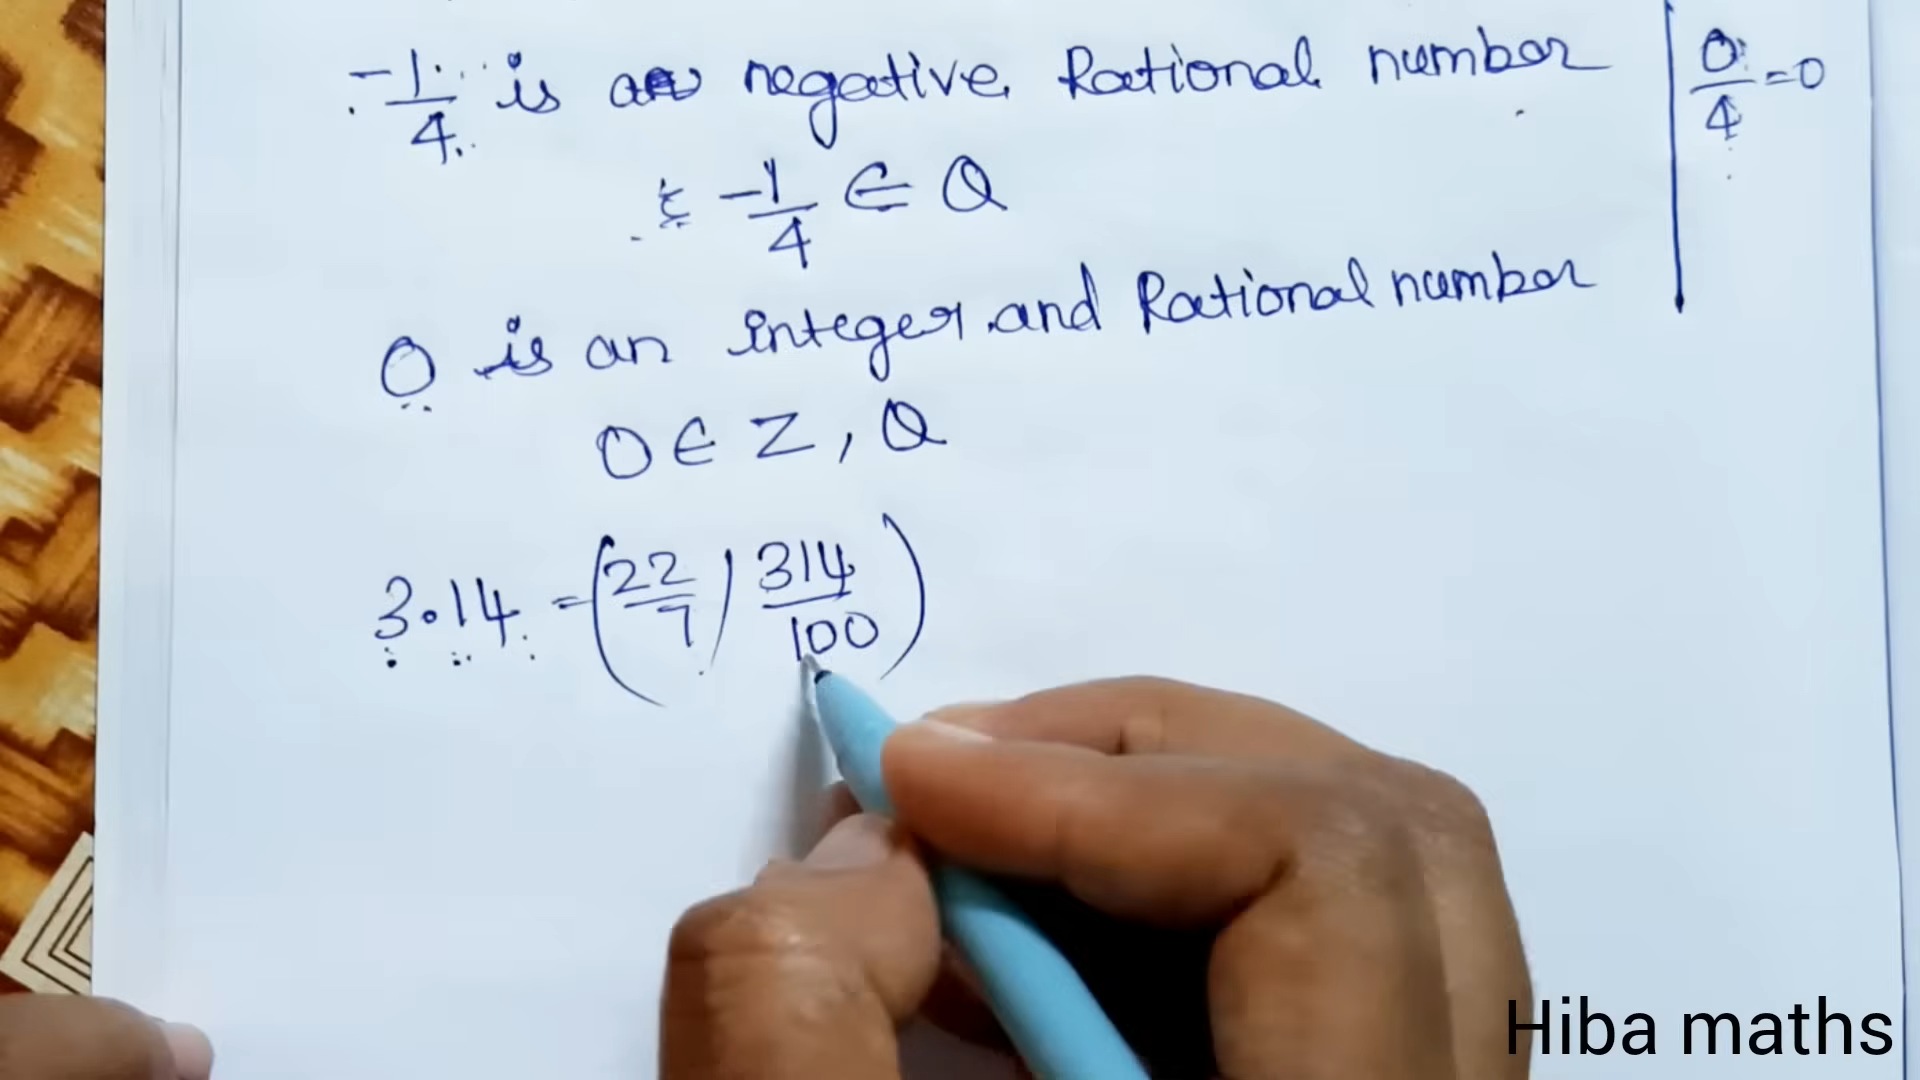 -1/4 is a negative Rational number
0/4 = 0
-1/4 ∈ Q
0 is an integer and Rational number
0 ∈ Z, Q
3.14 = (22/7, 314/100)
Hiba maths